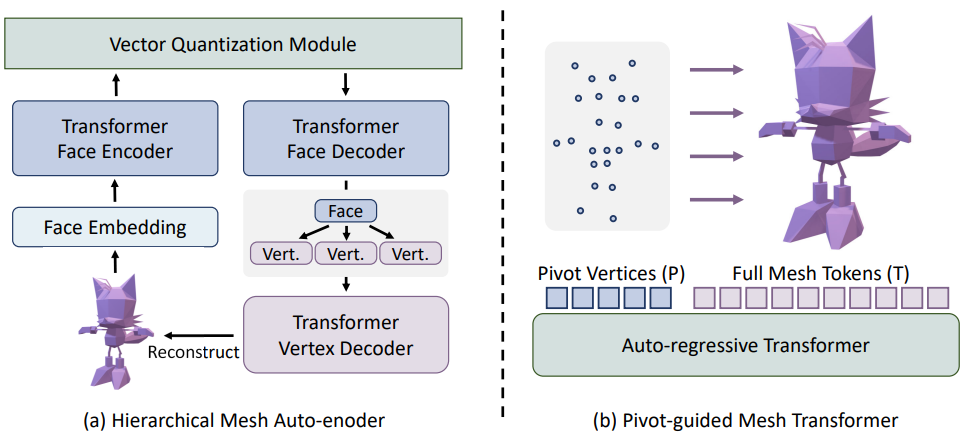 Vector Quantization Module
Transformer
Face Encoder
Transformer
Face Decoder
Face Embedding
Face
Vert.
Vert.
Vert.
Transformer
Vertex Decoder
Reconstruct
(a) Hierarchical Mesh Auto-enoder
Pivot Vertices (P)
Full Mesh Tokens (T)
Auto-regressive Transformer
(b) Pivot-guided Mesh Transformer